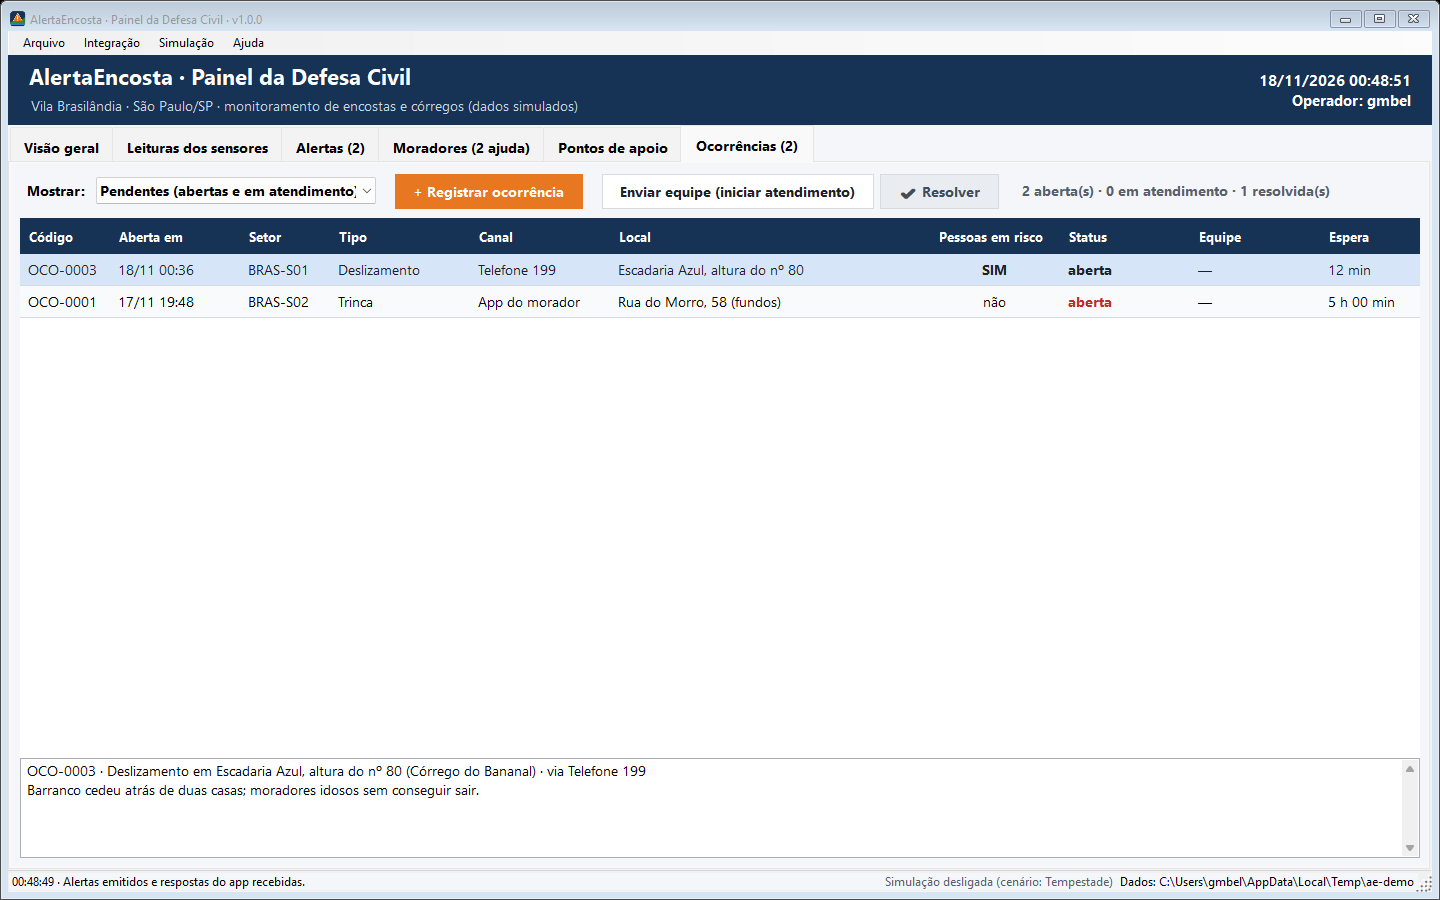 AlertaEncosta · Painel da Defesa Civil · v1.0.0
Arquivo Integração Simulação Ajuda
AlertaEncosta · Painel da Defesa Civil
18/11/2026 00:48:51
Vila Brasilândia · São Paulo/SP · monitoramento de encostas e córregos (dados simulados)
Operador: gmbel
Visão geral Leituras dos sensores Alertas (2) Moradores (2 ajuda) Pontos de apoio Ocorrências (2)
Mostrar: Pendentes (abertas e em atendimento) + Registrar ocorrência Enviar equipe (iniciar atendimento) ✔ Resolver 2 aberta(s) · 0 em atendimento · 1 resolvida(s)
Código Aberta em Setor Tipo Canal Local Pessoas em risco Status Equipe Espera
OCO-0003 18/11 00:36 BRAS-S01 Deslizamento Telefone 199 Escadaria Azul, altura do nº 80 SIM aberta — 12 min
OCO-0001 17/11 19:48 BRAS-S02 Trinca App do morador Rua do Morro, 58 (fundos) não aberta — 5 h 00 min
OCO-0003 · Deslizamento em Escadaria Azul, altura do nº 80 (Córrego do Bananal) · via Telefone 199
Barranco cedeu atrás de duas casas; moradores idosos sem conseguir sair.
00:48:49 · Alertas emitidos e respostas do app recebidas. Simulação desligada (cenário: Tempestade) Dados: C:\Users\gmbel\AppData\Local\Temp\ae-demo